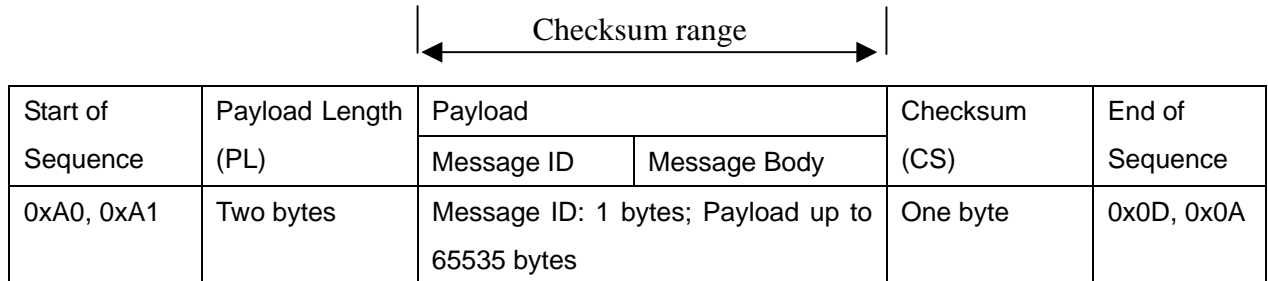 Checksum range
Start of Sequence
Payload Length (PL)
Payload
Message ID
Message Body
Checksum (CS)
End of Sequence
0xA0, 0xA1
Two bytes
Message ID: 1 bytes; Payload up to
65535 bytes
One byte
0x0D, 0x0A